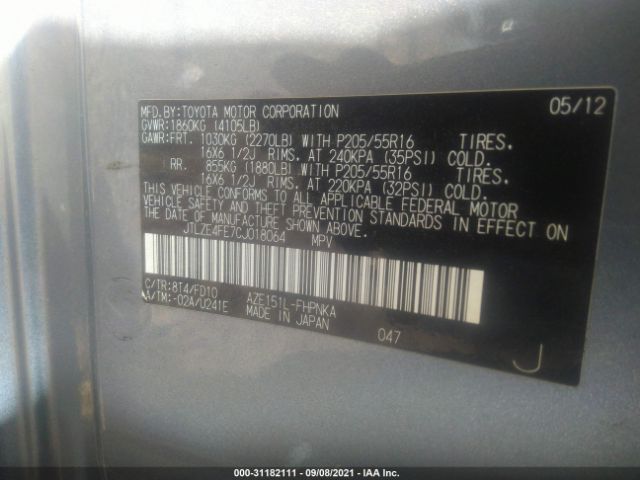 MFD.BY:TOYOTA MOTOR CORPORATION 05/12
GVWR:1860KG (4105LB)
GAWR:FRT. 1030KG (2270LB) WITH P205/55R16 TIRES.
16X6 1/2J RIMS. AT 240KPA (35PSI) COLD.
RR. 855KG (1880LB) WITH P205/55R16 TIRES.
16X6 1/2J RIMS. AT 220KPA (32PSI) COLD.
THIS VEHICLE CONFORMS TO ALL APPLICABLE FEDERAL MOTOR
VEHICLE SAFETY AND THEFT PREVENTION STANDARDS IN EFFECT ON
THE DATE OF MANUFACTURE SHOWN ABOVE.
JTLZE4FE7CJ018064 MPV
C/TR:8T4/FD10 AZE151L-FHPNKA
A/TM:-02A/U241E MADE IN JAPAN 047 J
000-31182111 - 09/08/2021 - IAA Inc.